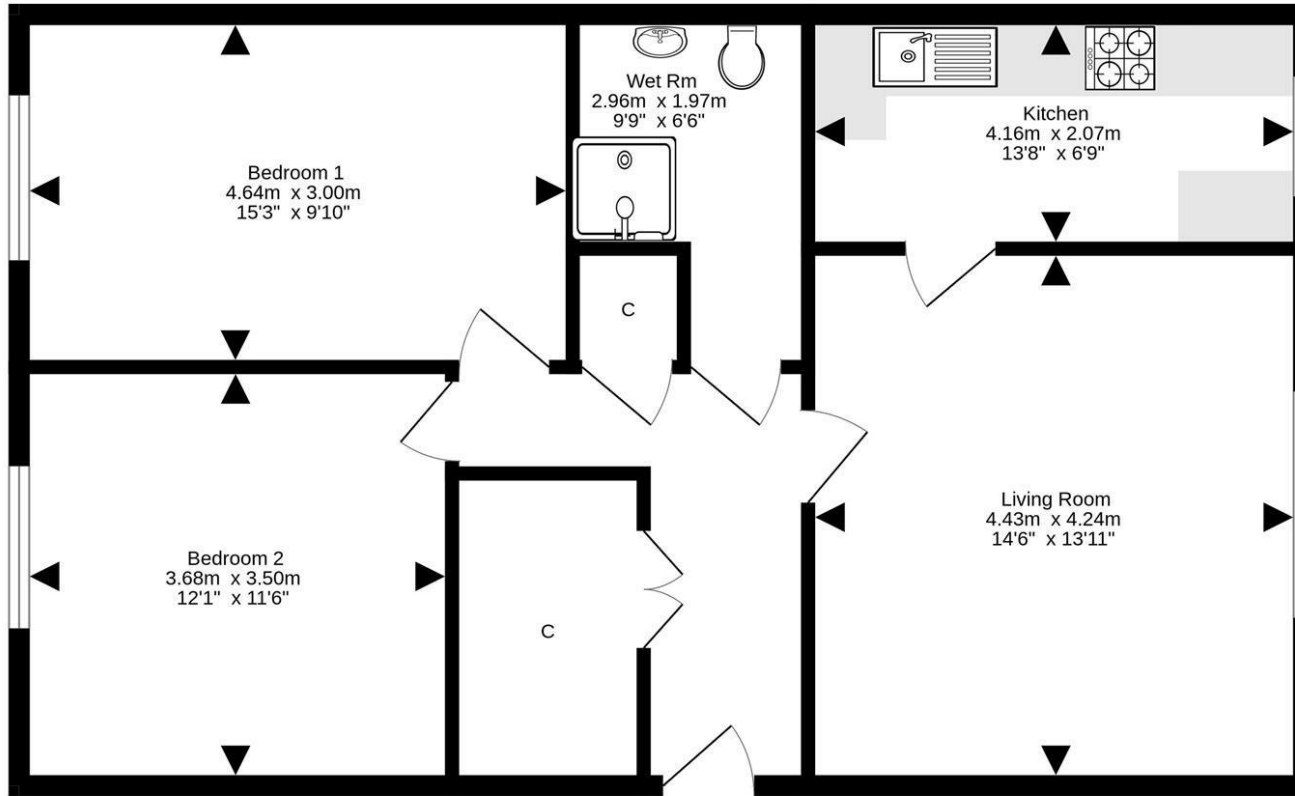 Bedroom 1
4.64m x 3.00m
15'3" x 9'10"
Wet Rm
2.96m x 1.97m
9'9" x 6'6"
Kitchen
4.16m x 2.07m
13'8" x 6'9"
C
Bedroom 2
3.68m x 3.50m
12'1" x 11'6"
C
Living Room
4.43m x 4.24m
14'6" x 13'11"